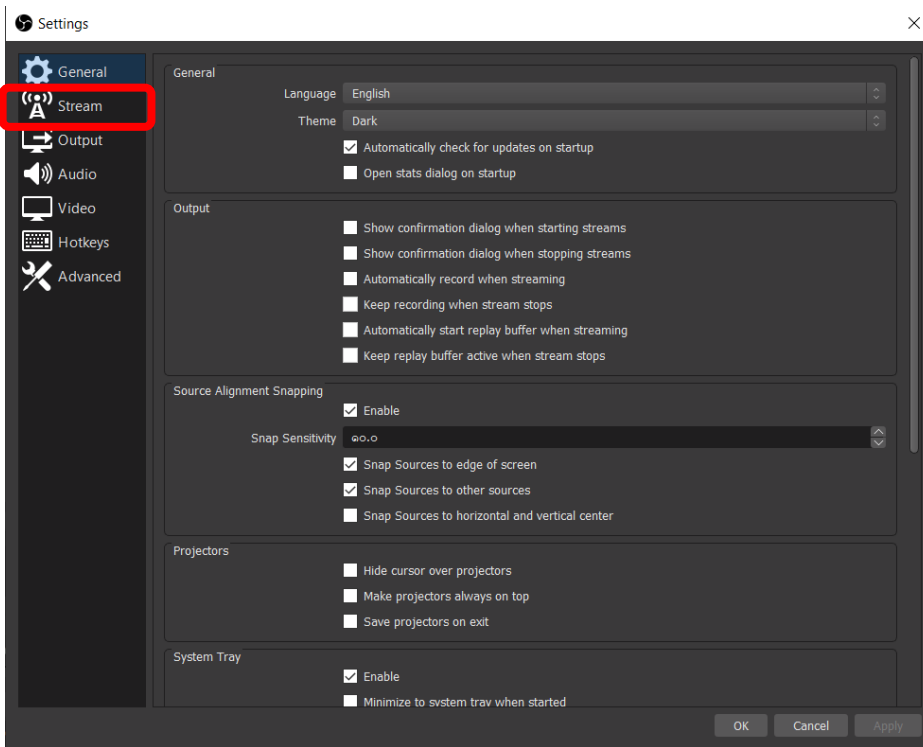 Settings
General
Stream
Output
Audio
Video
Hotkeys
Advanced
General
Language English
Theme Dark
Automatically check for updates on startup
Open stats dialog on startup
Output
Show confirmation dialog when starting streams
Show confirmation dialog when stopping streams
Automatically record when streaming
Keep recording when stream stops
Automatically start replay buffer when streaming
Keep replay buffer active when stream stops
Source Alignment Snapping
Enable
Snap Sensitivity ๑๐.๐
Snap Sources to edge of screen
Snap Sources to other sources
Snap Sources to horizontal and vertical center
Projectors
Hide cursor over projectors
Make projectors always on top
Save projectors on exit
System Tray
Enable
Minimize to system tray when started
OK Cancel Apply